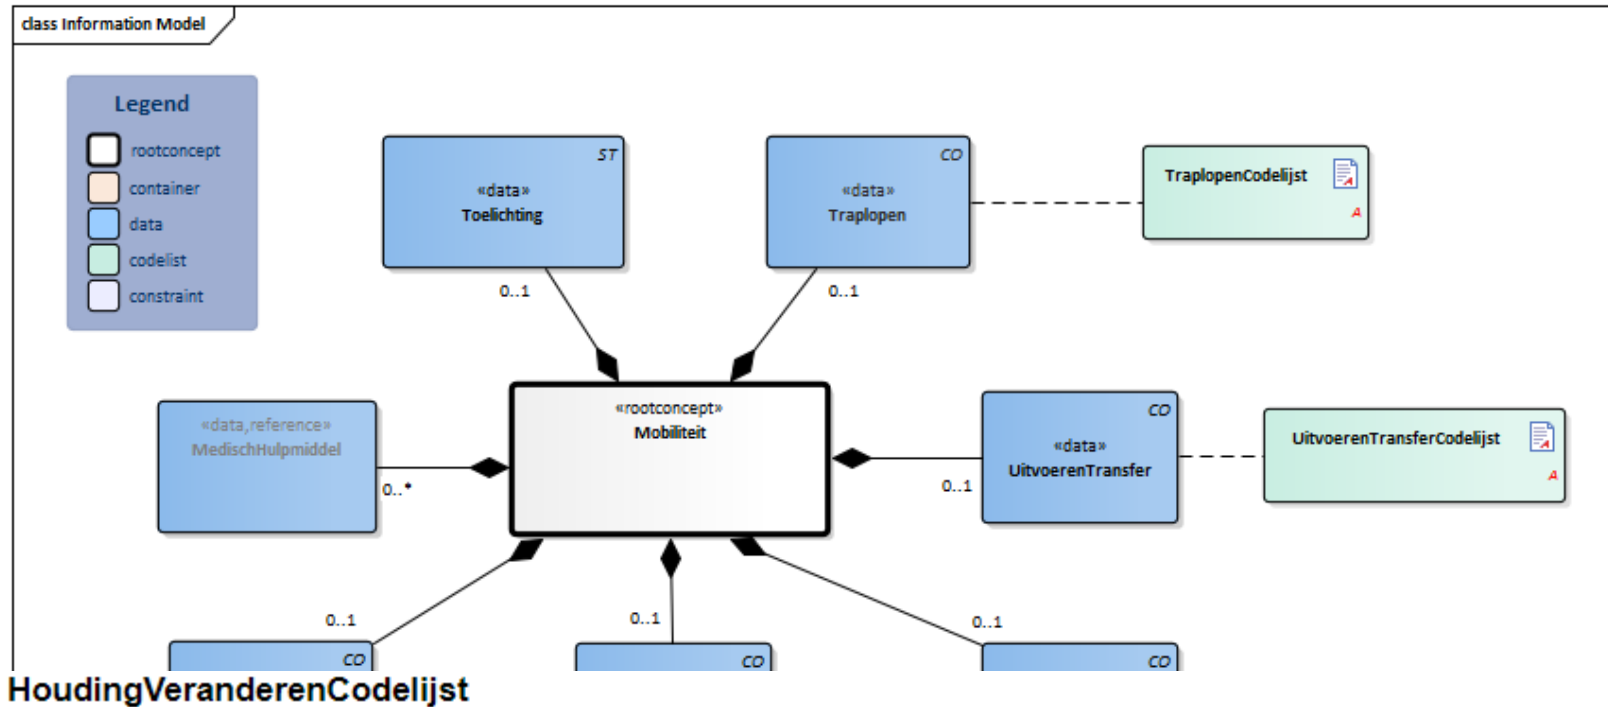 class Information Model
Legend
rootconcept
container
data
codelist
constraint
ST
«data»
Toelichting
0..1
CO
«data»
Traplopen
0..1
TraplopenCodelijst
A
«data,reference»
MedischHulpmiddel
0..*
«rootconcept»
Mobiliteit
CO
«data»
UitvoerenTransfer
0..1
UitvoerenTransferCodelijst
A
0..1
CO
0..1
CO
0..1
CO
HoudingVeranderenCodelijst